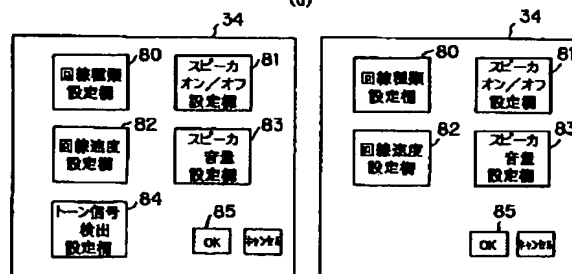 (d)
34
80
回線種類
設定欄
81
スピーカ
オン/オフ
設定欄
82
回線速度
設定欄
83
スピーカ
音量
設定欄
84
トーン信号
検出
設定欄
85
OK
キャンセル
34
80
回線種類
設定欄
81
スピーカ
オン/オフ
設定欄
82
回線速度
設定欄
83
スピーカ
音量
設定欄
85
OK
キャンセル